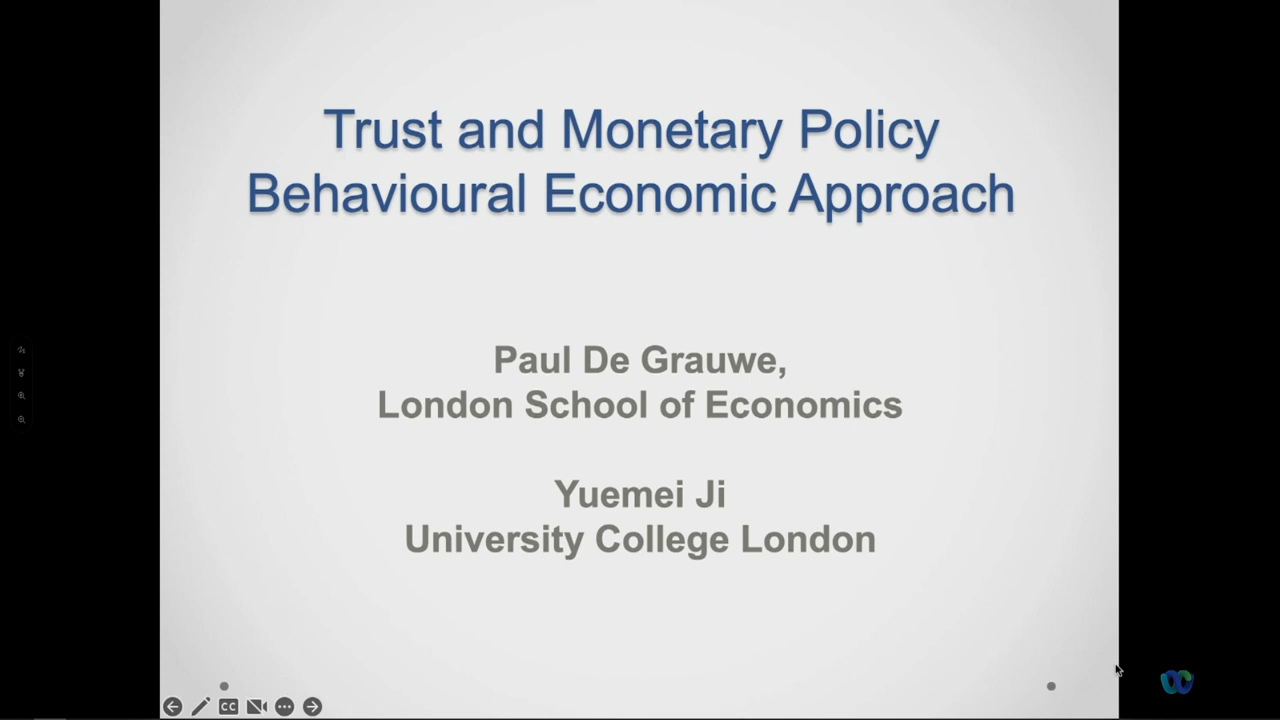 Trust and Monetary Policy
Behavioural Economic Approach
Paul De Grauwe,
London School of Economics
Yuemei Ji
University College London
CC